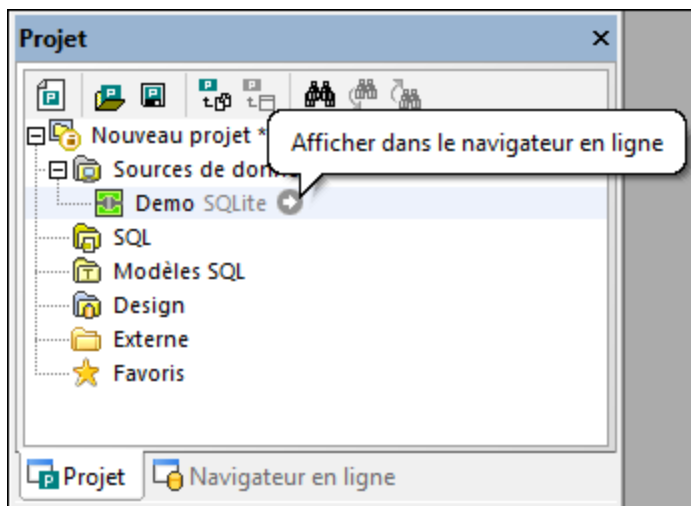 Projet
Nouveau projet *
Afficher dans le navigateur en ligne
Sources de donn
Demo SQLite
SQL
Modèles SQL
Design
Externe
Favoris
Projet
Navigateur en ligne